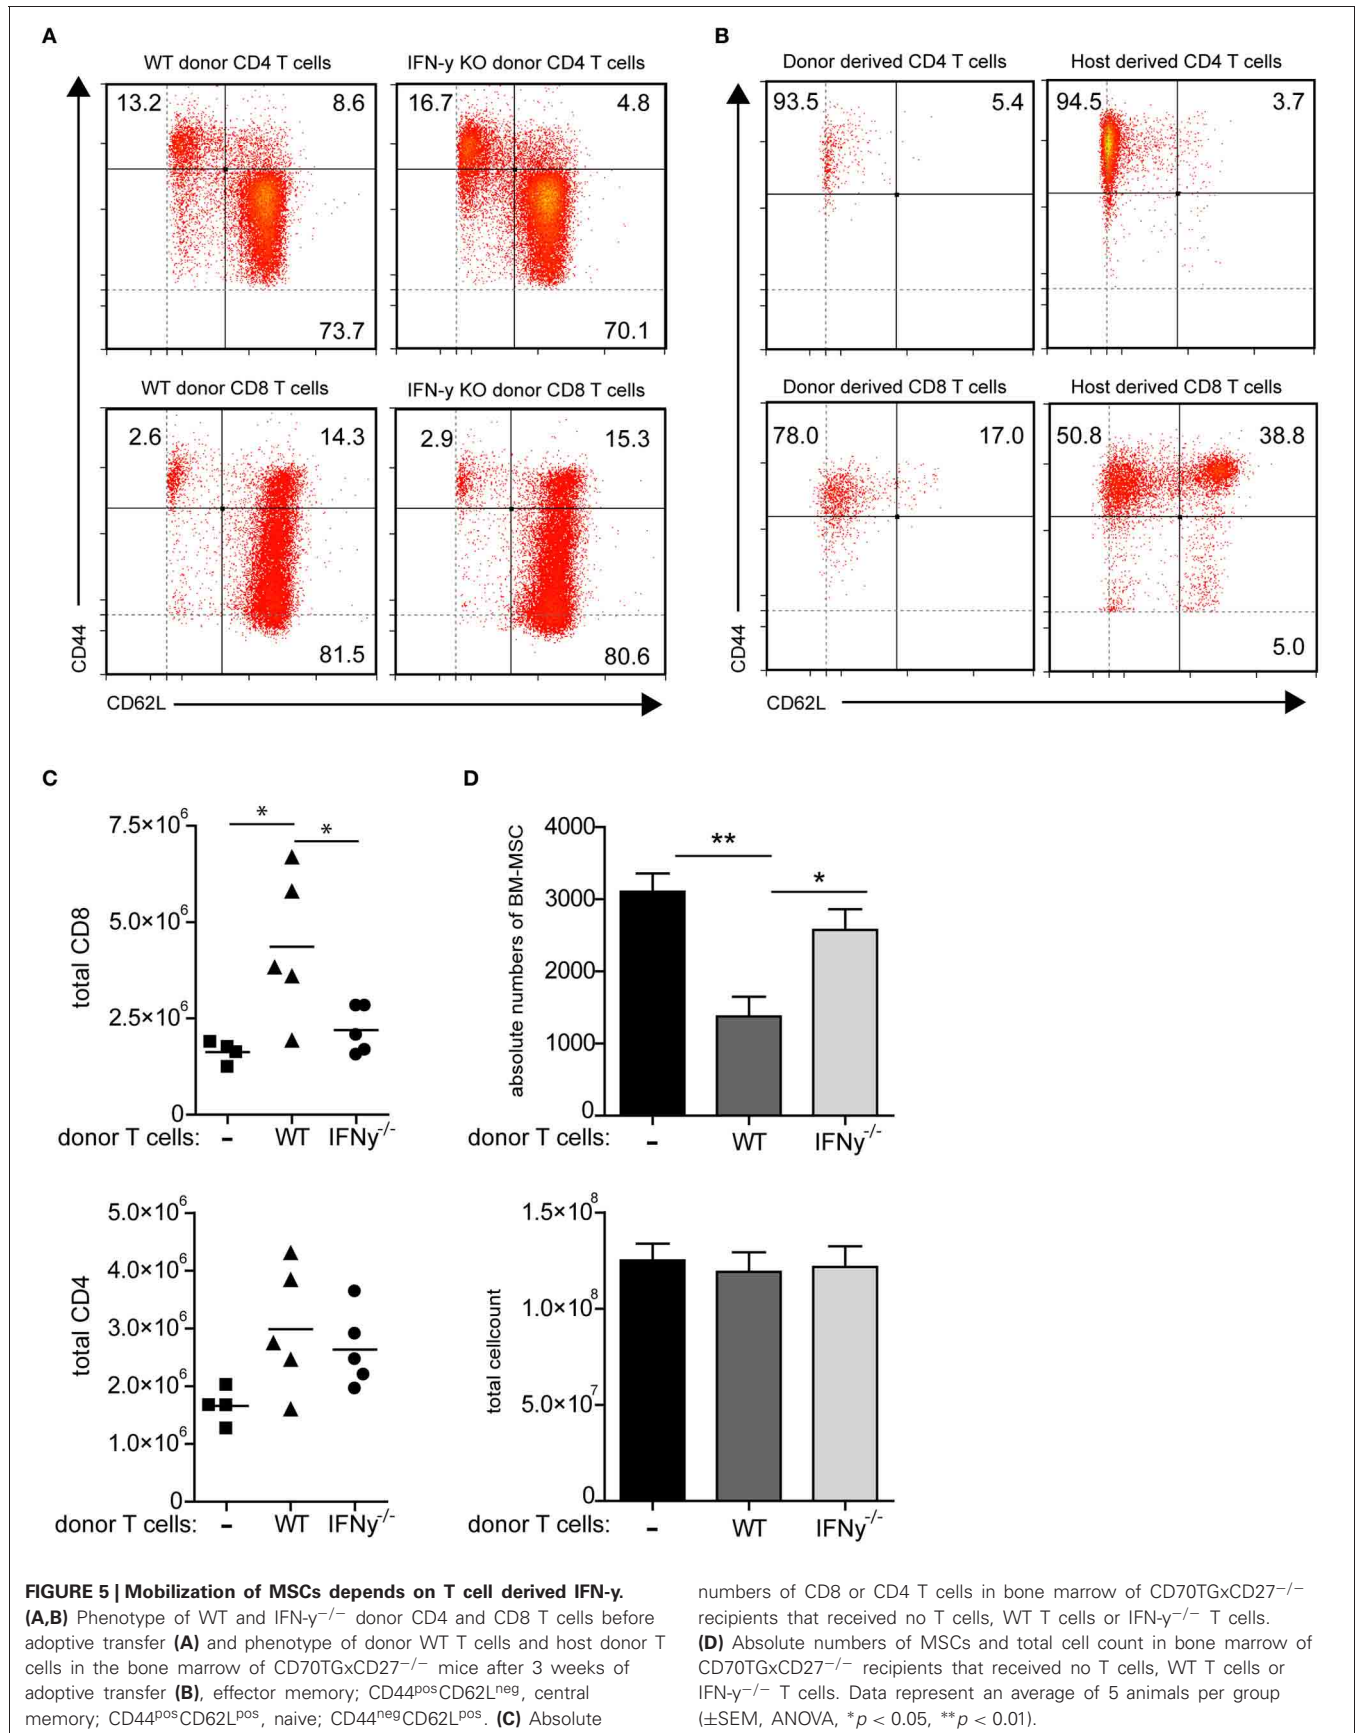 A
WT donor CD4 T cells
IFN-y KO donor CD4 T cells
13.2
8.6
73.7
16.7
4.8
70.1
WT donor CD8 T cells
IFN-y KO donor CD8 T cells
2.6
14.3
81.5
2.9
15.3
80.6
CD44
CD62L
B
Donor derived CD4 T cells
Host derived CD4 T cells
93.5
5.4
94.5
3.7
Donor derived CD8 T cells
Host derived CD8 T cells
78.0
17.0
50.8
38.8
5.0
CD44
CD62L
C
total CD8
7.5×10⁶
5.0×10⁶
2.5×10⁶
0
*
*
donor T cells: - WT IFNy-/-
total CD4
5.0×10⁶
4.0×10⁶
3.0×10⁶
2.0×10⁶
1.0×10⁶
0
donor T cells: - WT IFNy-/-
D
absolute numbers of BM-MSC
4000
3000
2000
1000
0
**
*
donor T cells: - WT IFNy-/-
total cellcount
1.5×10⁸
1.0×10⁸
5.0×10⁷
0
donor T cells: - WT IFNy-/-
FIGURE 5 | Mobilization of MSCs depends on T cell derived IFN-y.
(A,B) Phenotype of WT and IFN-y−/− donor CD4 and CD8 T cells before
adoptive transfer (A) and phenotype of donor WT T cells and host donor T
cells in the bone marrow of CD70TGxCD27−/− mice after 3 weeks of
adoptive transfer (B), effector memory; CD44posCD62Lneg, central
memory; CD44posCD62Lpos, naive; CD44negCD62Lpos. (C) Absolute
numbers of CD8 or CD4 T cells in bone marrow of CD70TGxCD27−/−
recipients that received no T cells, WT T cells or IFN-y−/− T cells.
(D) Absolute numbers of MSCs and total cell count in bone marrow of
CD70TGxCD27−/− recipients that received no T cells, WT T cells or
IFN-y−/− T cells. Data represent an average of 5 animals per group
(±SEM, ANOVA, *p < 0.05, **p < 0.01).